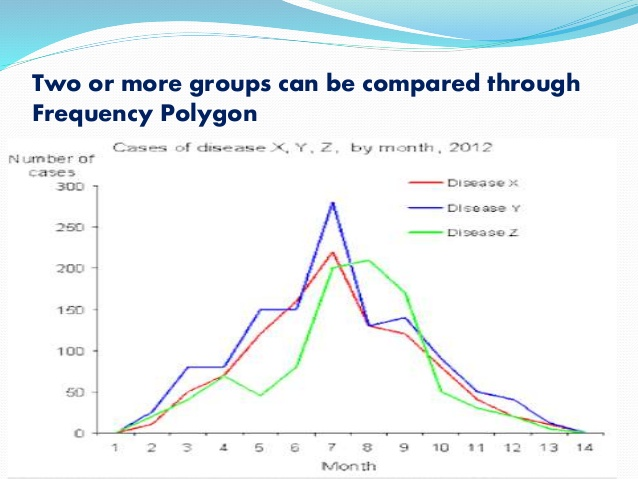 Two or more groups can be compared through
Frequency Polygon
Cases of disease X, Y, Z, by month, 2012
Number of
cases
Disease X
Disease Y
Disease Z
300
250
200
150
100
50
0
1 2 3 4 5 6 7 8 9 10 11 12 13 14
Month